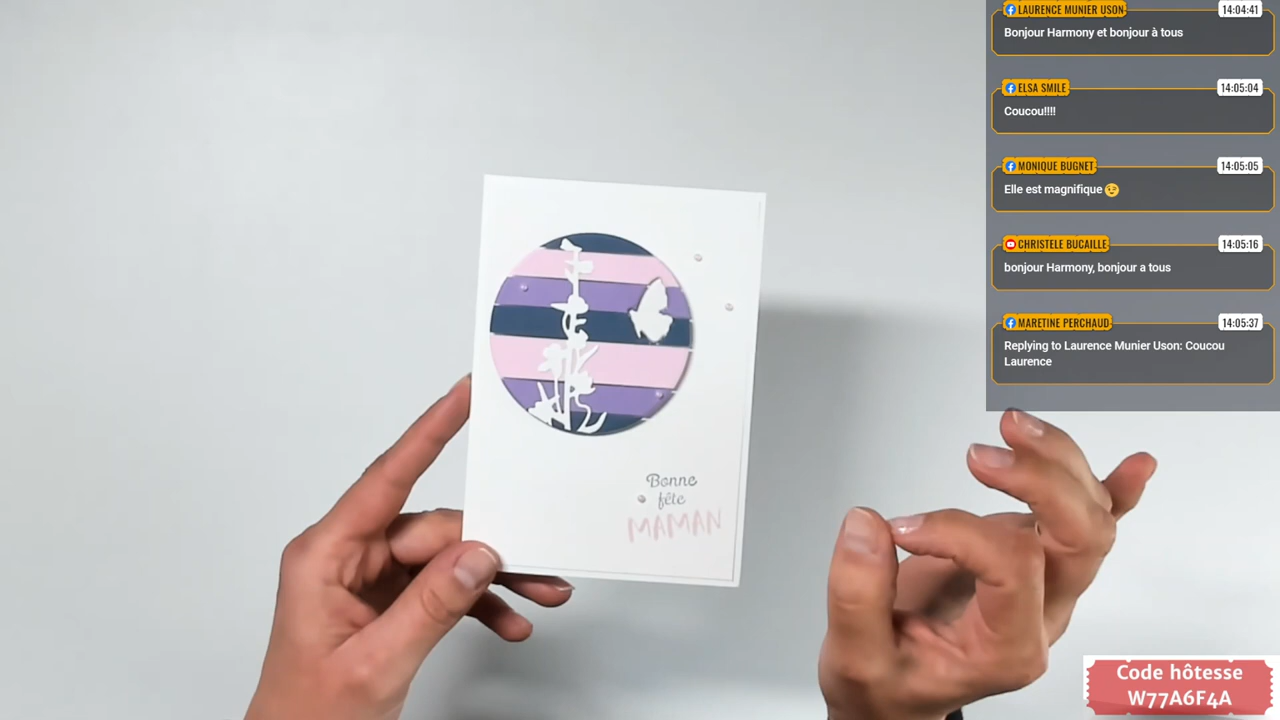 LAURENCE MUNIER USON 14:04:41
Bonjour Harmony et bonjour à tous
ELSA SMILE 14:05:04
Coucou!!!!
MONIQUE BUGNET 14:05:05
Elle est magnifique 😉
CHRISTELE BUCAILLE 14:05:16
bonjour Harmony, bonjour a tous
MARETINE PERCHAUD 14:05:37
Replying to Laurence Munier Uson: Coucou
Laurence
Bonne
fête
MAMAN
Code hôtesse
W77A6F4A